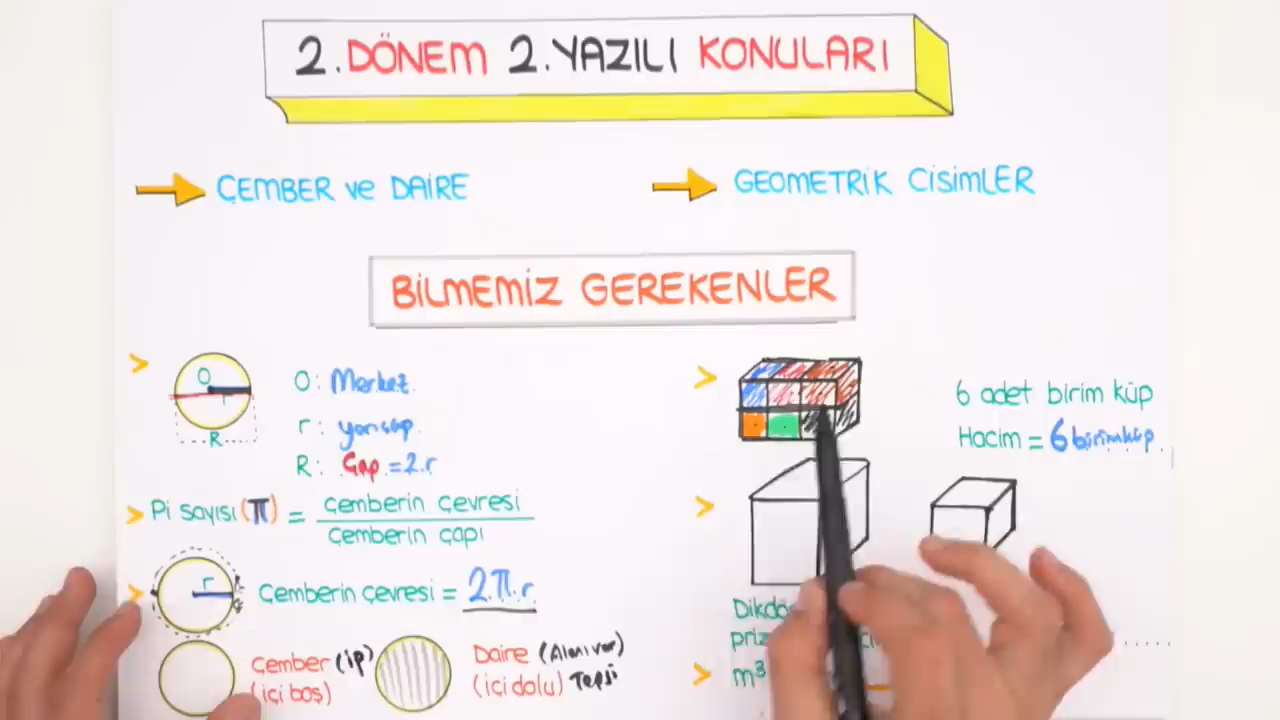 2. DÖNEM 2. YAZILI KONULARI
ÇEMBER ve DAİRE
GEOMETRİK CİSİMLER
BİLMEMİZ GEREKENLER
O
r
R
O: Merkez
r: yarıçap
R: Çap = 2.r
Pi sayısı (π) = çemberin çevresi
çemberin çapı
r
Çemberin çevresi = 2.π.r
Çember (ip)
(içi boş)
Daire (Alanı var)
(içi dolu) Tepsi
6 adet birim küp
Hacim = 6 birimküp
m³